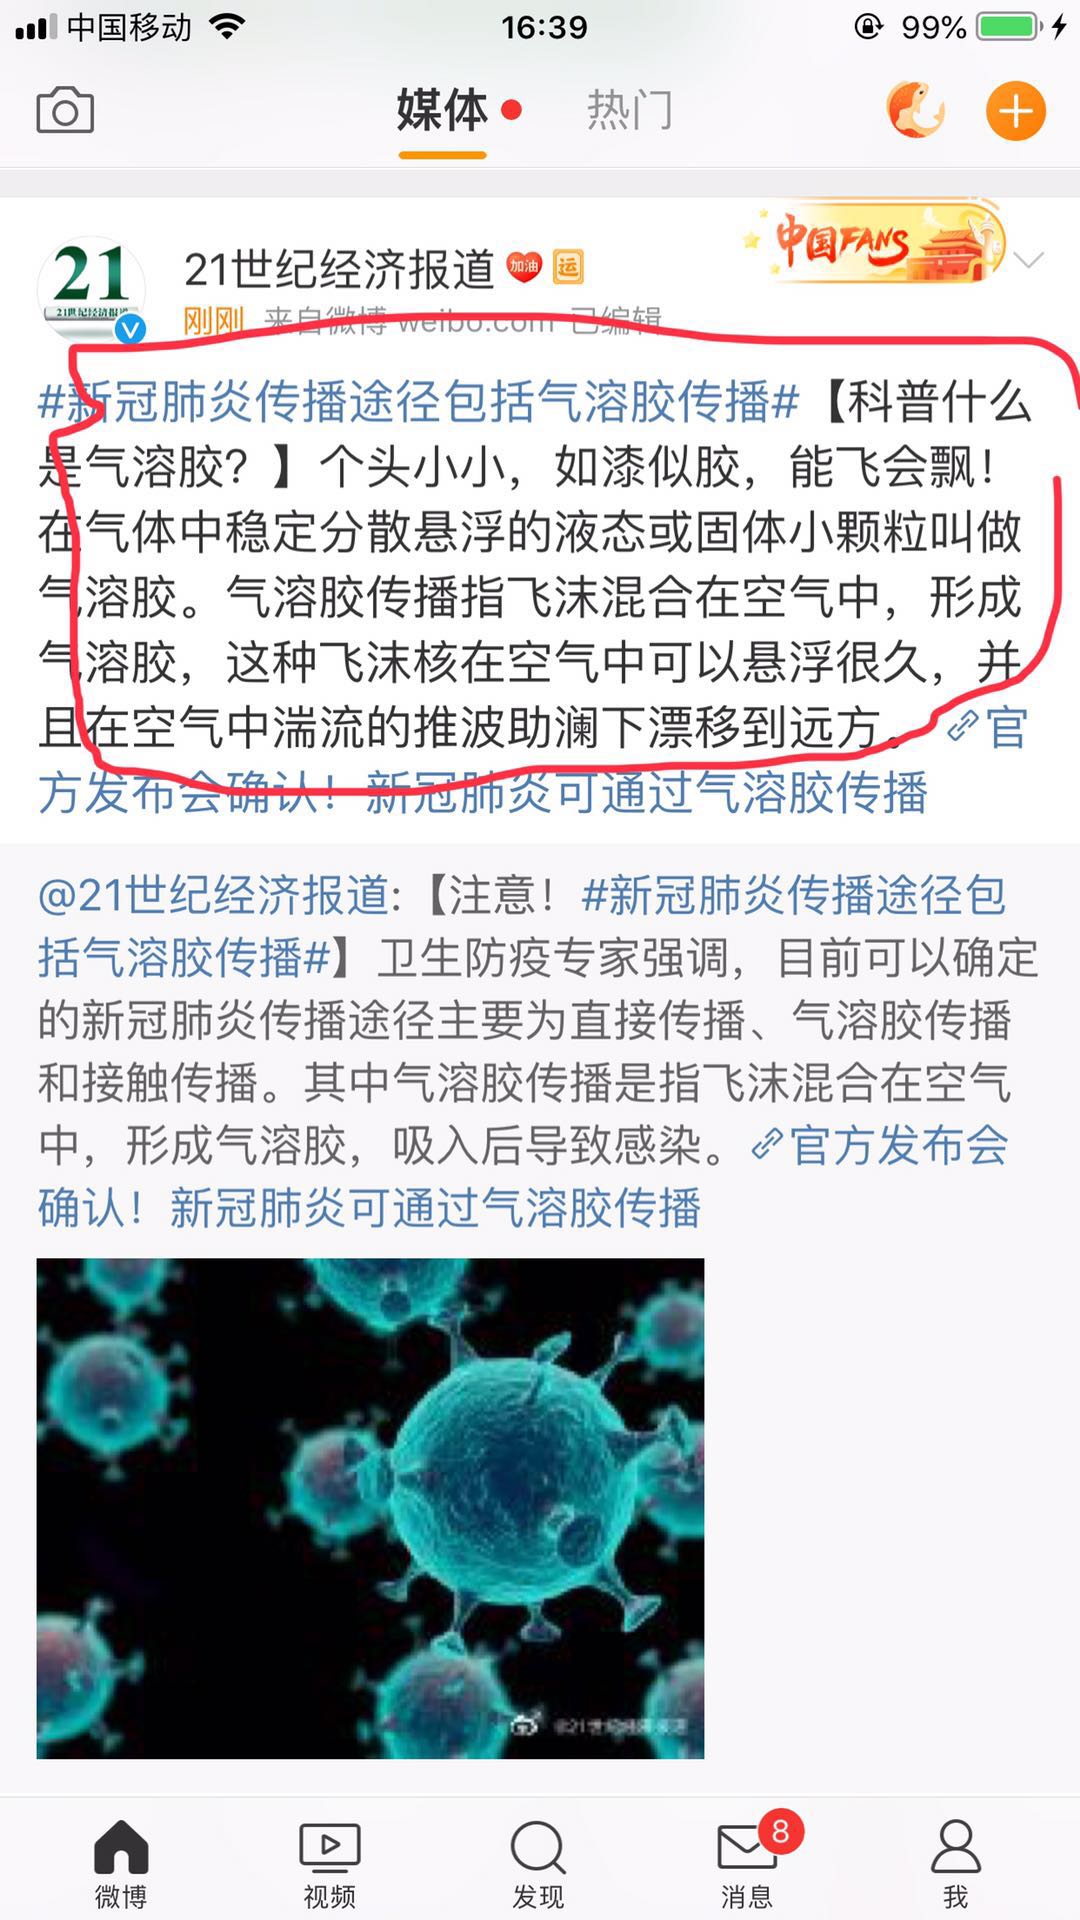 中国移动 16:39 99%
媒体 热门
21世纪经济报道 加油 运
中国FANS
21
21世纪经济报道
刚刚 来自微博 weibo.com 已编辑
#新冠肺炎传播途径包括气溶胶传播#【科普什么
是气溶胶？】个头小小，如漆似胶，能飞会飘！
在气体中稳定分散悬浮的液态或固体小颗粒叫做
气溶胶。气溶胶传播指飞沫混合在空气中，形成
气溶胶，这种飞沫核在空气中可以悬浮很久，并
且在空气中湍流的推波助澜下漂移到远方。官
方发布会确认！新冠肺炎可通过气溶胶传播
@21世纪经济报道:【注意！#新冠肺炎传播途径包
括气溶胶传播#】卫生防疫专家强调，目前可以确定
的新冠肺炎传播途径主要为直接传播、气溶胶传播
和接触传播。其中气溶胶传播是指飞沫混合在空气
中，形成气溶胶，吸入后导致感染。官方发布会
确认！新冠肺炎可通过气溶胶传播
@21世纪经济报道
8
微博 视频 发现 消息 我